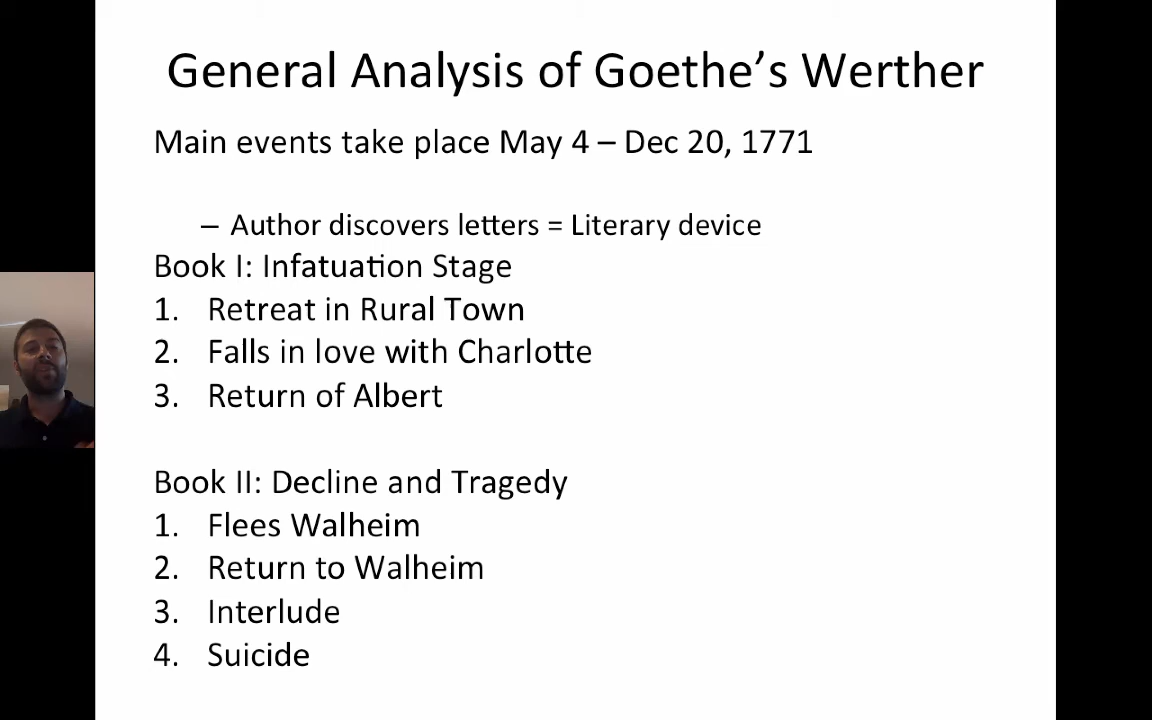 General Analysis of Goethe’s Werther
Main events take place May 4 – Dec 20, 1771
– Author discovers letters = Literary device
Book I: Infatuation Stage
1. Retreat in Rural Town
2. Falls in love with Charlotte
3. Return of Albert
Book II: Decline and Tragedy
1. Flees Walheim
2. Return to Walheim
3. Interlude
4. Suicide